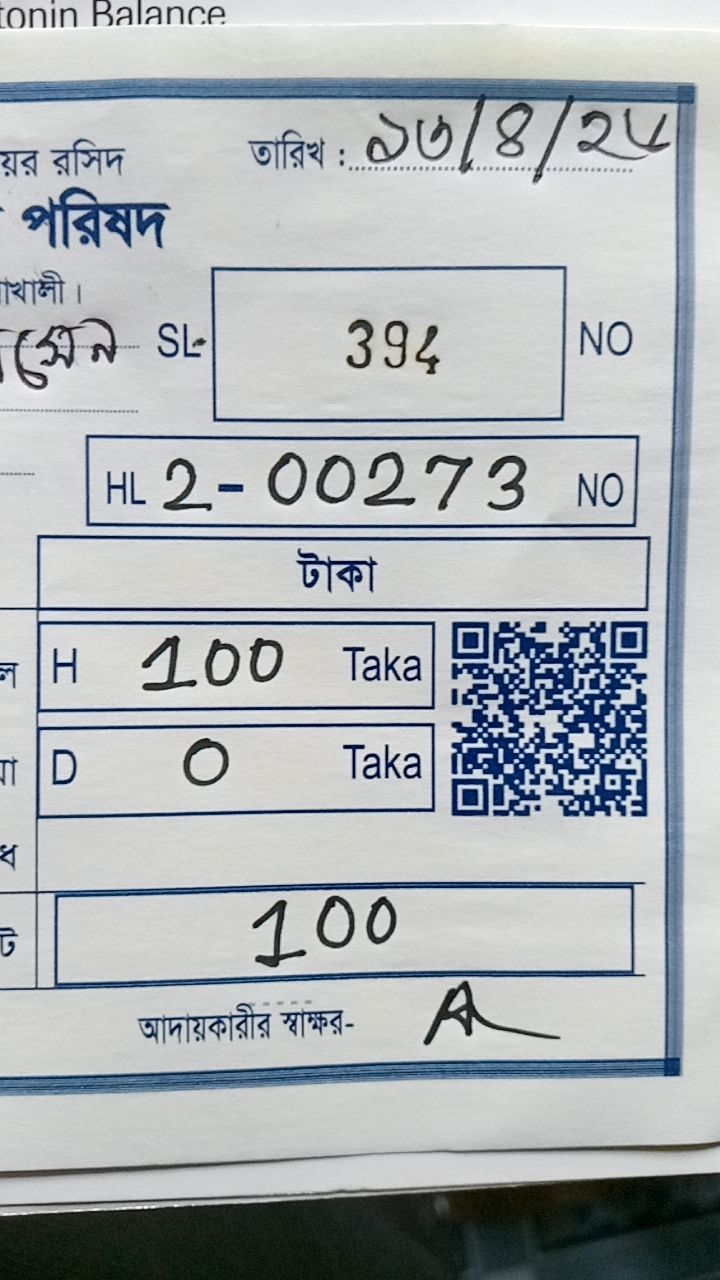 tonin Balance
য়র রসিদ তারিখ : ১৩/৪/২৫
পরিষদ
াখালী।
সেন SL- 394 NO
HL 2-00273 NO
টাকা
ল H 100 Taka
যা D 0 Taka
ধ
ট 100
আদায়কারীর স্বাক্ষর-